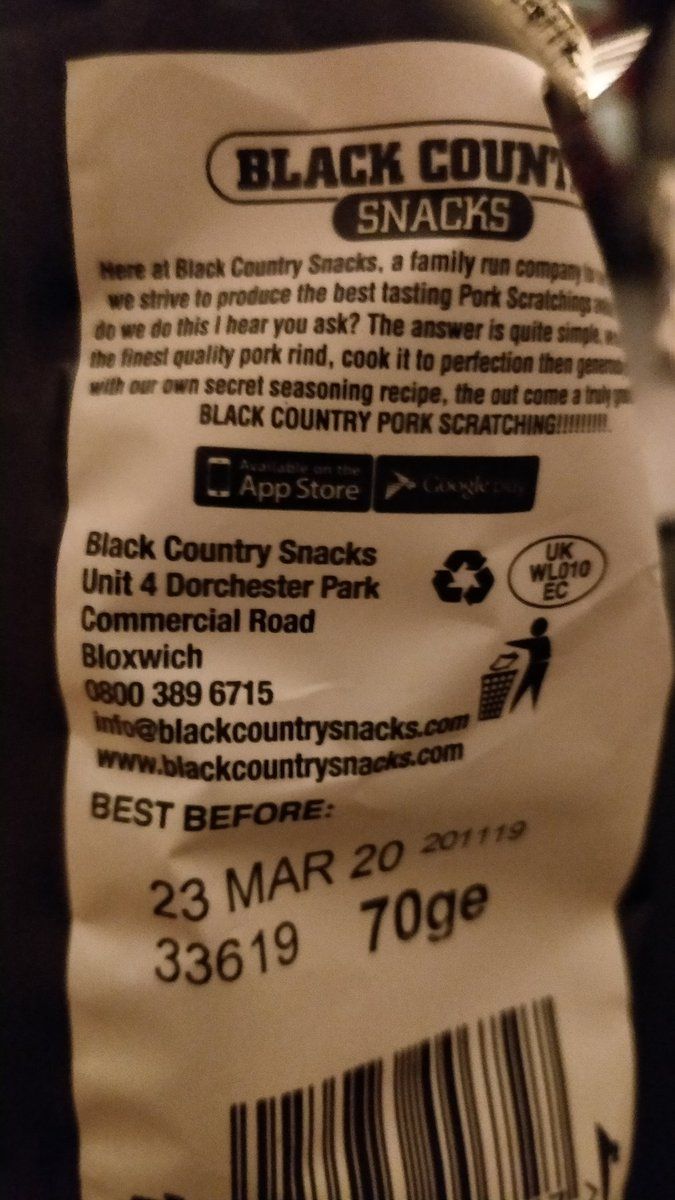 BLACK COUNT
SNACKS
Here at Black Country Snacks, a family run company
we strive to produce the best tasting Pork Scratchings
do we do this I hear you ask? The answer is quite simple,
the finest quality pork rind, cook it to perfection then
with our own secret seasoning recipe, the out come a truly
BLACK COUNTRY PORK SCRATCHING!!!!!!!!!
Available on the
App Store
Google play
Black Country Snacks
Unit 4 Dorchester Park
Commercial Road
Bloxwich
0800 389 6715
info@blackcountrysnacks.com
www.blackcountrysnacks.com
UK
WL010
EC
BEST BEFORE:
23 MAR 20 201119
33619 70ge